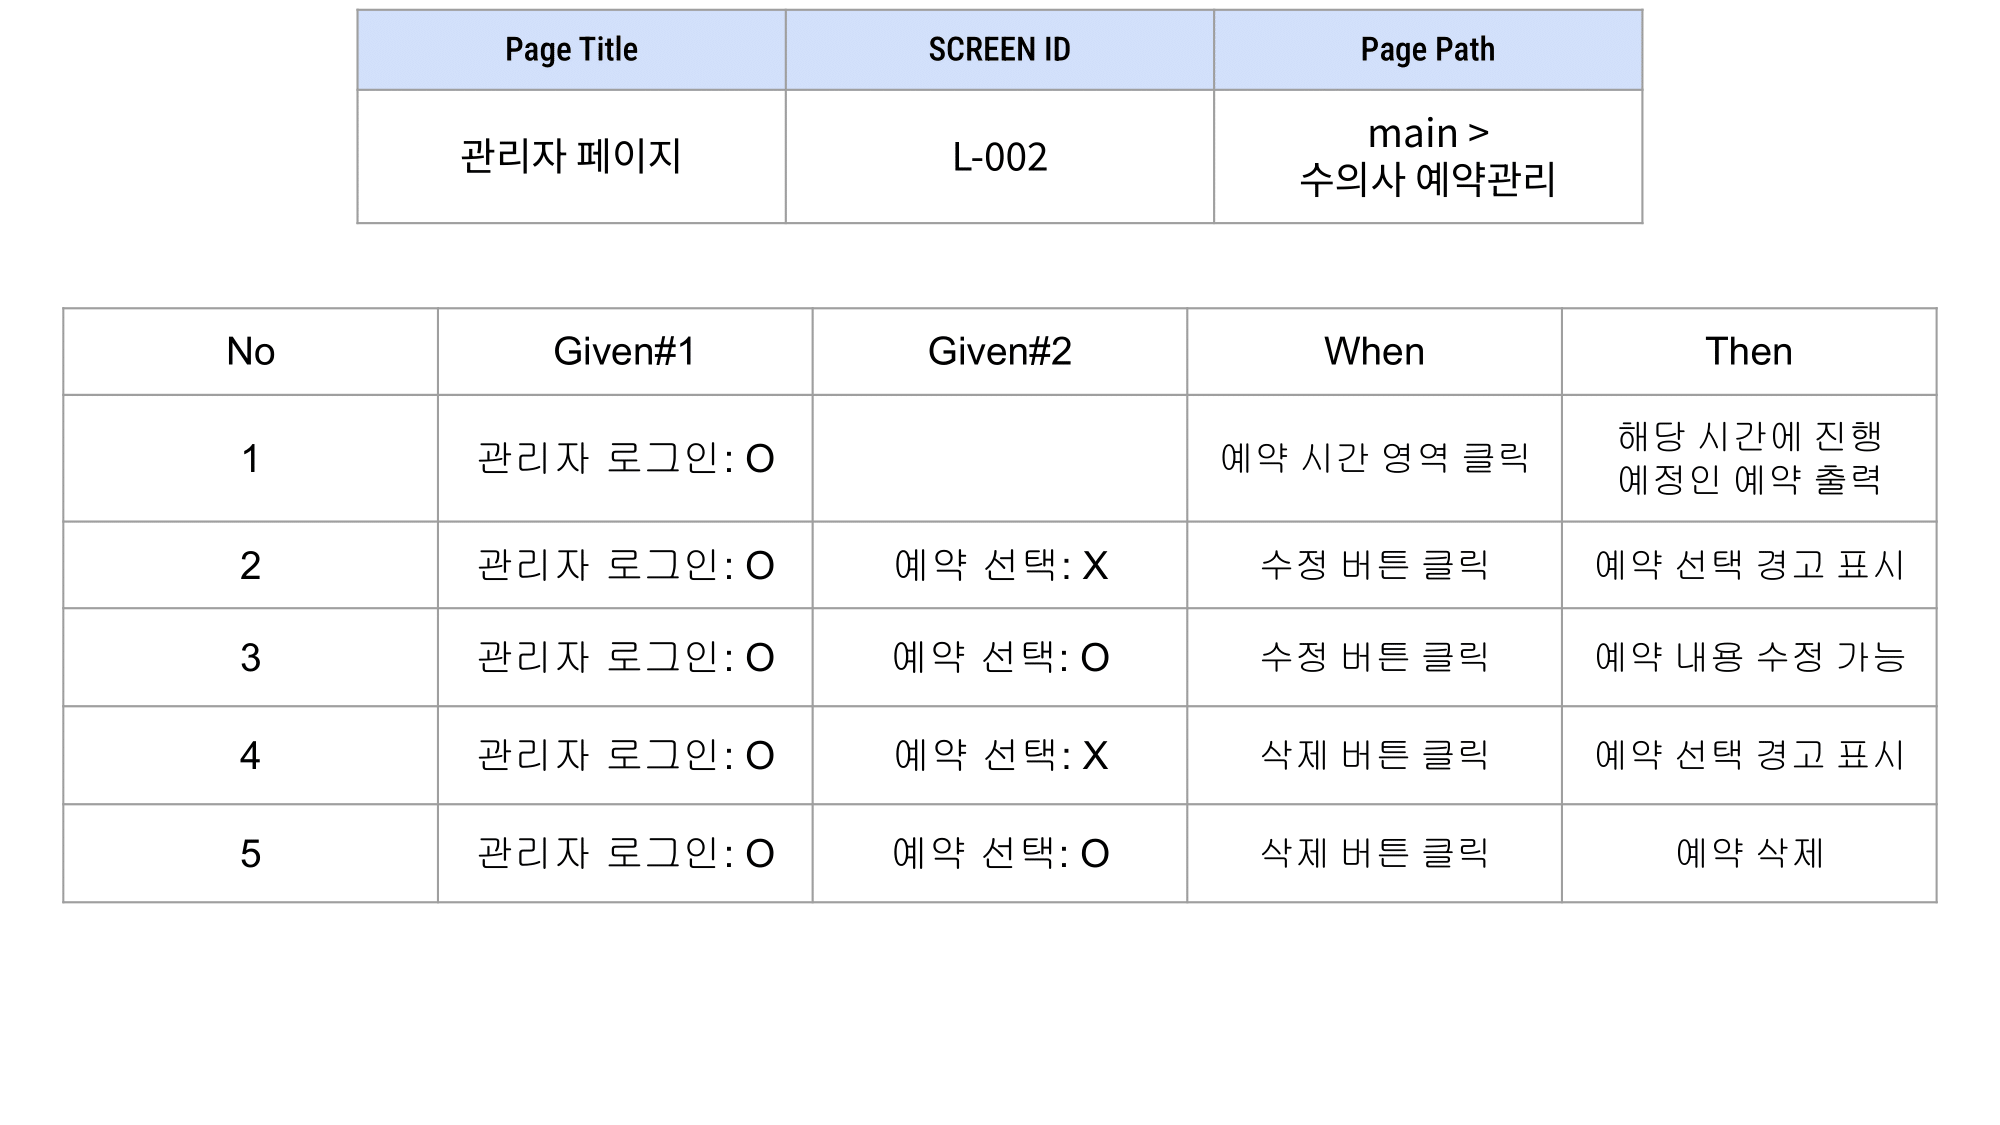 Page Title SCREEN ID Page Path
관리자 페이지 L-002 main >
수의사 예약관리
No Given#1 Given#2 When Then
1 관리자 로그인: O 예약 시간 영역 클릭 해당 시간에 진행
예정인 예약 출력
2 관리자 로그인: O 예약 선택: X 수정 버튼 클릭 예약 선택 경고 표시
3 관리자 로그인: O 예약 선택: O 수정 버튼 클릭 예약 내용 수정 가능
4 관리자 로그인: O 예약 선택: X 삭제 버튼 클릭 예약 선택 경고 표시
5 관리자 로그인: O 예약 선택: O 삭제 버튼 클릭 예약 삭제